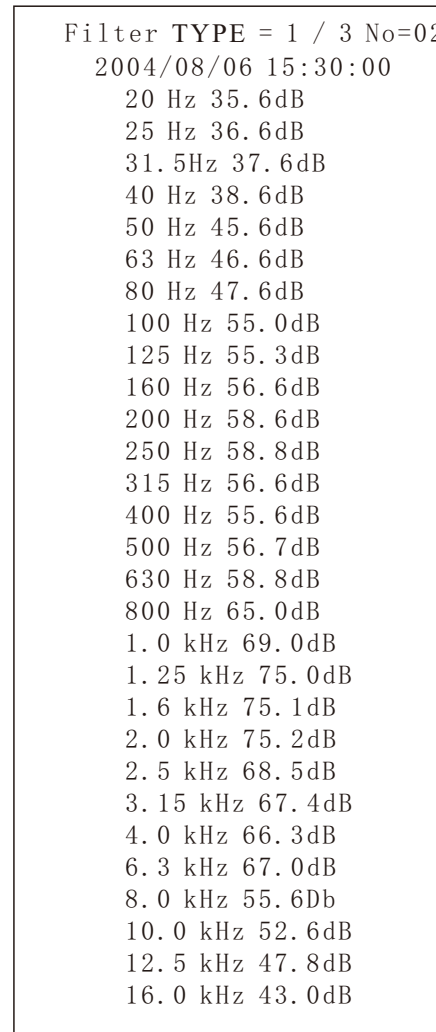 Filter TYPE = 1 / 3 No=02
2004/08/06 15:30:00
20 Hz 35.6dB
25 Hz 36.6dB
31.5Hz 37.6dB
40 Hz 38.6dB
50 Hz 45.6dB
63 Hz 46.6dB
80 Hz 47.6dB
100 Hz 55.0dB
125 Hz 55.3dB
160 Hz 56.6dB
200 Hz 58.6dB
250 Hz 58.8dB
315 Hz 56.6dB
400 Hz 55.6dB
500 Hz 56.7dB
630 Hz 58.8dB
800 Hz 65.0dB
1.0 kHz 69.0dB
1.25 kHz 75.0dB
1.6 kHz 75.1dB
2.0 kHz 75.2dB
2.5 kHz 68.5dB
3.15 kHz 67.4dB
4.0 kHz 66.3dB
6.3 kHz 67.0dB
8.0 kHz 55.6Db
10.0 kHz 52.6dB
12.5 kHz 47.8dB
16.0 kHz 43.0dB